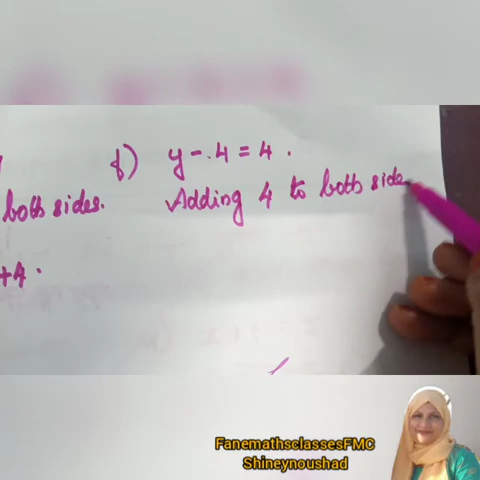 f) y - 4 = 4.
both sides. Adding 4 to both side
+4.
FanemathsclassesFMC
Shineynoushad